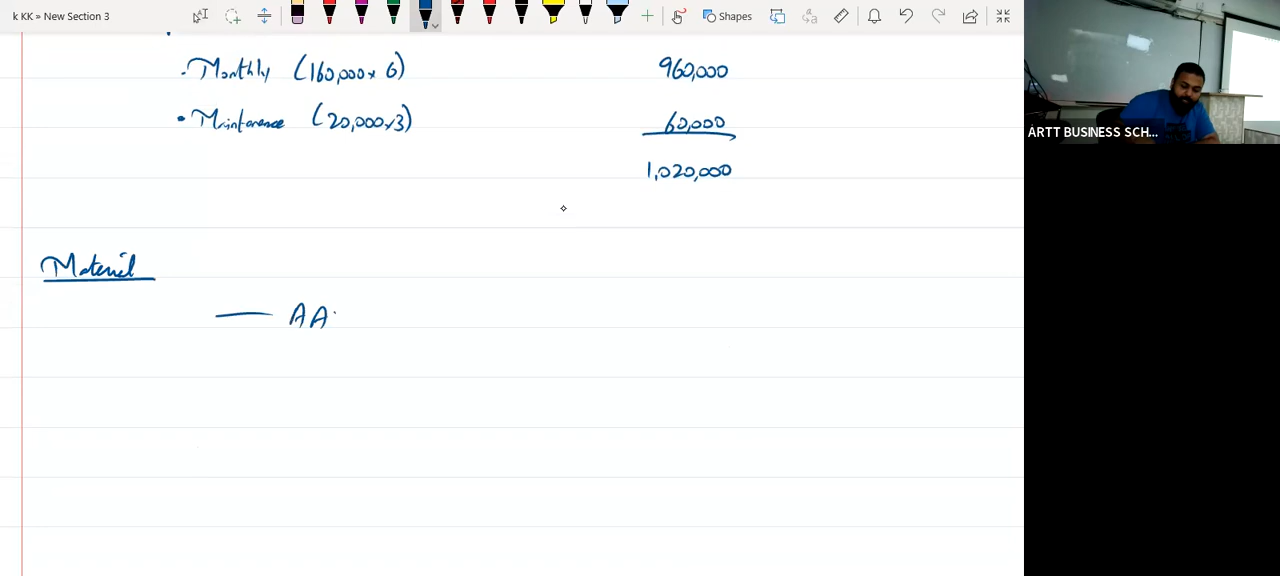 k KK » New Section 3
Shapes
· Monthly (160,000 x 6) 960,000
• Maintenance (20,000 x 3) 60,000
1,020,000
Material
— AA
ARTT BUSINESS SCH...